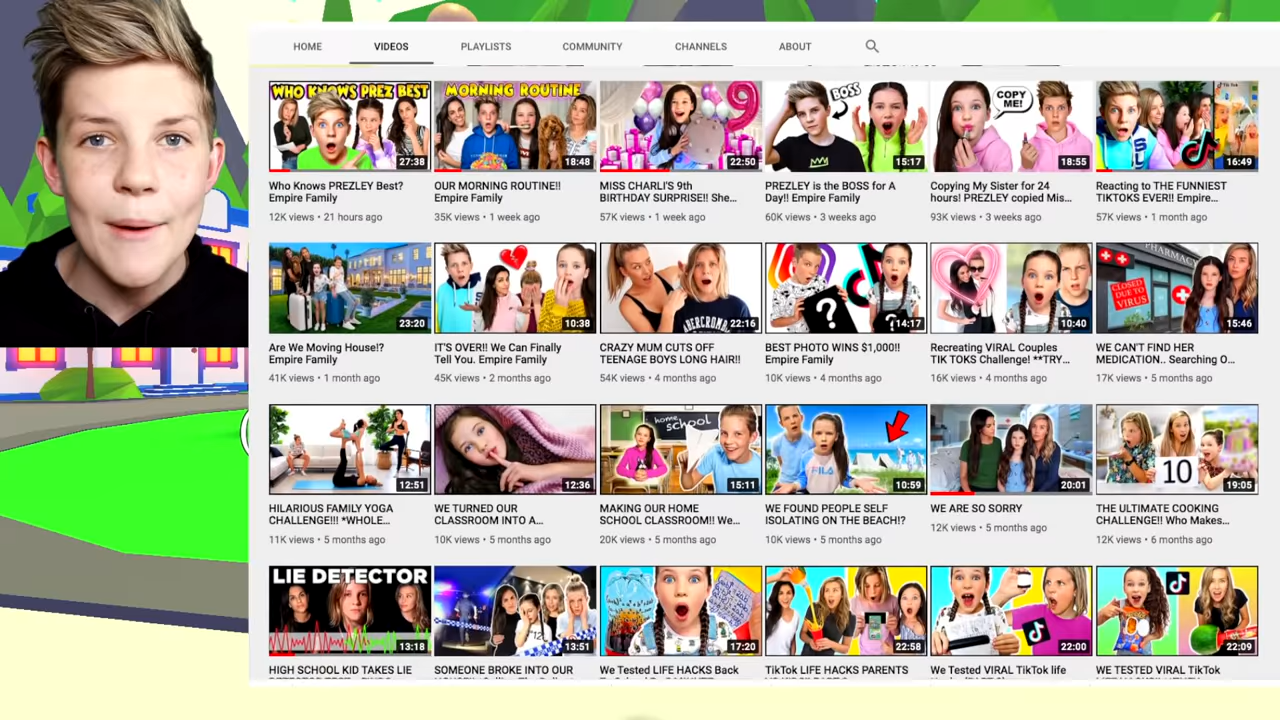 HOME VIDEOS PLAYLISTS COMMUNITY CHANNELS ABOUT
WHO KNOWS PREZ BEST
27:38
MORNING ROUTINE
18:48
9
22:50
BOSS
15:17
COPY ME!
18:55
16:49
Who Knows PREZLEY Best?
Empire Family
12K views • 21 hours ago
OUR MORNING ROUTINE!!
Empire Family
35K views • 1 week ago
MISS CHARLI'S 9th
BIRTHDAY SURPRISE!! She...
57K views • 1 week ago
PREZLEY is the BOSS for A
Day!! Empire Family
60K views • 3 weeks ago
Copying My Sister for 24
hours! PREZLEY copied Mis...
93K views • 3 weeks ago
Reacting to THE FUNNIEST
TIKTOKS EVER!! Empire...
57K views • 1 month ago
23:20
10:38
ABERCROMB
22:16
?
?
14:17
10:40
PHARMACY
CLOSED DUE TO VIRUS
15:46
Are We Moving House!?
Empire Family
41K views • 1 month ago
IT'S OVER!! We Can Finally
Tell You. Empire Family
45K views • 2 months ago
CRAZY MUM CUTS OFF
TEENAGE BOYS LONG HAIR!!
54K views • 4 months ago
BEST PHOTO WINS $1,000!!
Empire Family
10K views • 4 months ago
Recreating VIRAL Couples
TIK TOKS Challenge! **TRY...
16K views • 4 months ago
WE CAN'T FIND HER
MEDICATION.. Searching O...
17K views • 5 months ago
12:51
12:36
home school
15:11
FILA
10:59
20:01
10
19:05
HILARIOUS FAMILY YOGA
CHALLENGE!!! *WHOLE...
11K views • 5 months ago
WE TURNED OUR
CLASSROOM INTO A...
10K views • 5 months ago
MAKING OUR HOME
SCHOOL CLASSROOM!! We...
20K views • 5 months ago
WE FOUND PEOPLE SELF
ISOLATING ON THE BEACH!?
10K views • 5 months ago
WE ARE SO SORRY
12K views • 5 months ago
THE ULTIMATE COOKING
CHALLENGE!! Who Makes...
12K views • 6 months ago
LIE DETECTOR
13:18
13:51
17:20
22:58
22:00
22:09
HIGH SCHOOL KID TAKES LIE
SOMEONE BROKE INTO OUR
We Tested LIFE HACKS Back
TikTok LIFE HACKS PARENTS
We Tested VIRAL TikTok life
WE TESTED VIRAL TikTok